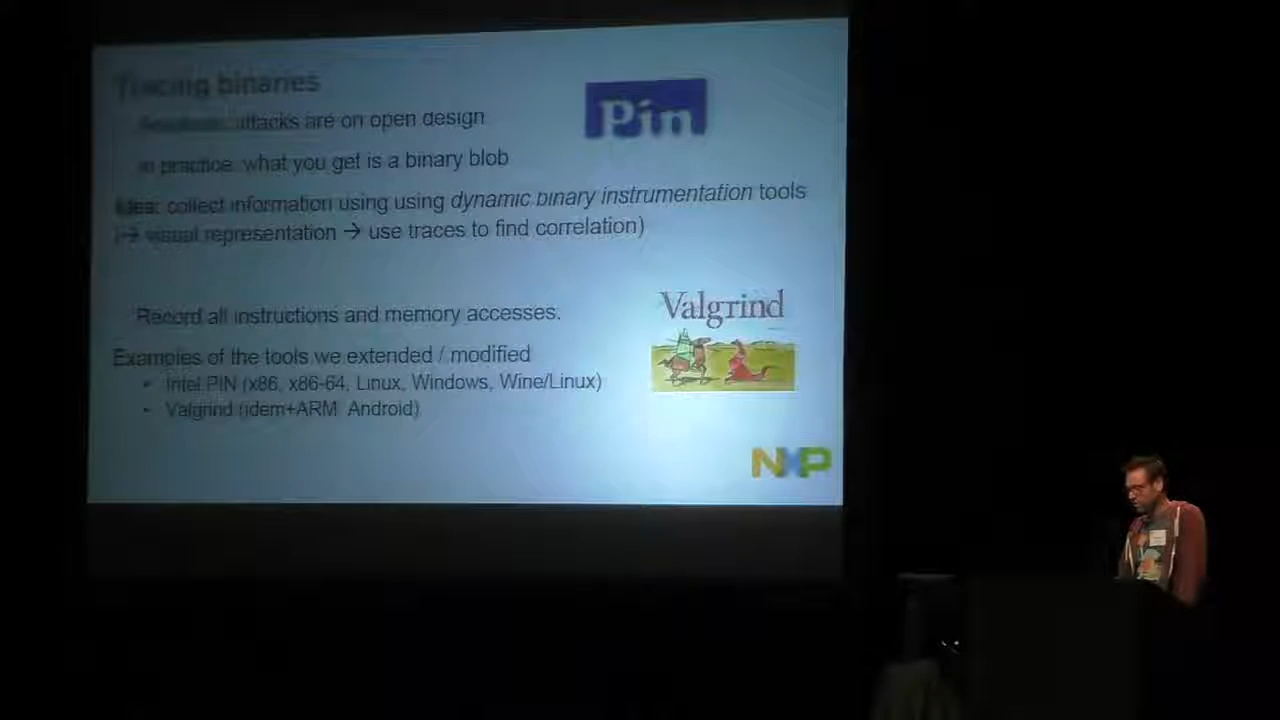 Tracing binaries
Pin
attacks are on open design
In practice, what you get is a binary blob
Idea: collect information using using dynamic binary instrumentation tools
(→ visual representation → use traces to find correlation)
Record all instructions and memory accesses.
Valgrind
Examples of the tools we extended / modified
• Intel PIN (x86, x86-64, Linux, Windows, Wine/Linux)
• Valgrind (idem+ARM, Android)
NXP